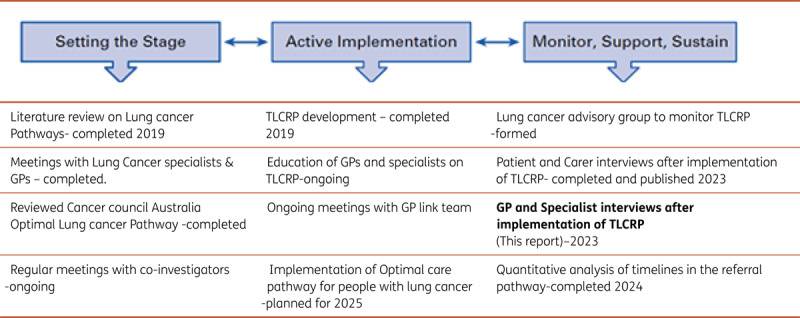 Setting the Stage
Active Implementation
Monitor, Support, Sustain
Literature review on Lung cancer
Pathways- completed 2019
TLCRP development – completed
2019
Lung cancer advisory group to monitor TLCRP
-formed
Meetings with Lung Cancer specialists &
GPs – completed.
Education of GPs and specialists on
TLCRP-ongoing
Patient and Carer interviews after implementation
of TLCRP- completed and published 2023
Reviewed Cancer council Australia
Optimal Lung cancer Pathway -completed
Ongoing meetings with GP link team
GP and Specialist interviews after
implementation of TLCRP
(This report)–2023
Regular meetings with co-investigators
-ongoing
Implementation of Optimal care
pathway for people with lung cancer
-planned for 2025
Quantitative analysis of timelines in the referral
pathway-completed 2024